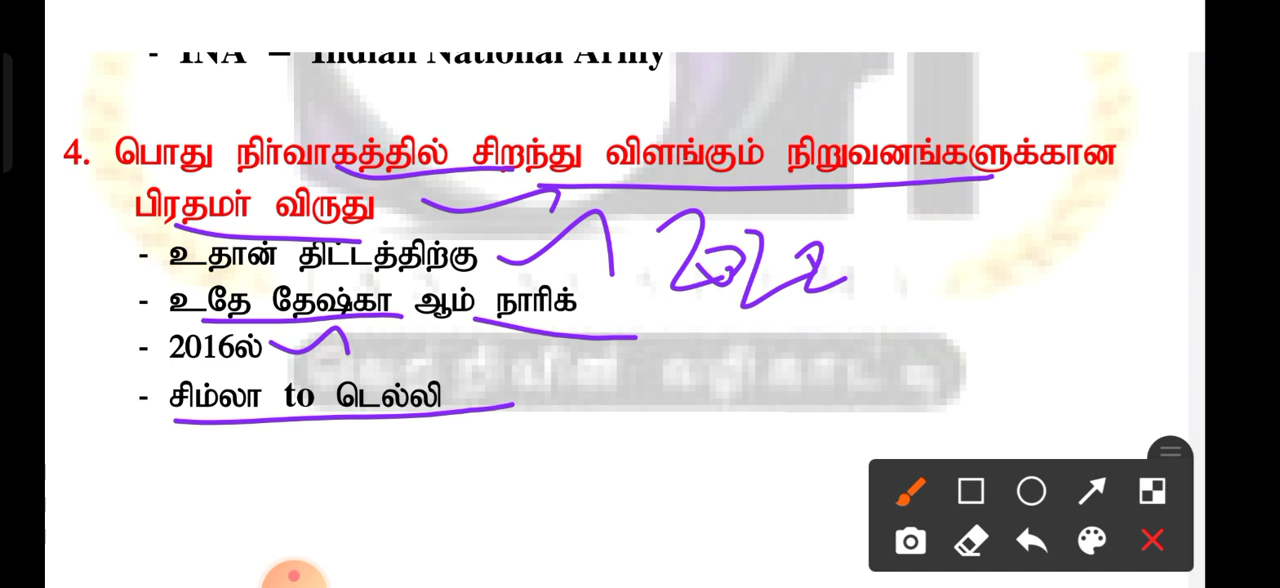 - INA – Indian National Army
4. பொது நிர்வாகத்தில் சிறந்து விளங்கும் நிறுவனங்களுக்கான
பிரதமர் விருது
- உதான் திட்டத்திற்கு
2022
- உதே தேஷ்கா ஆம் நாரிக்
- 2016ல்
- சிம்லா to டெல்லி